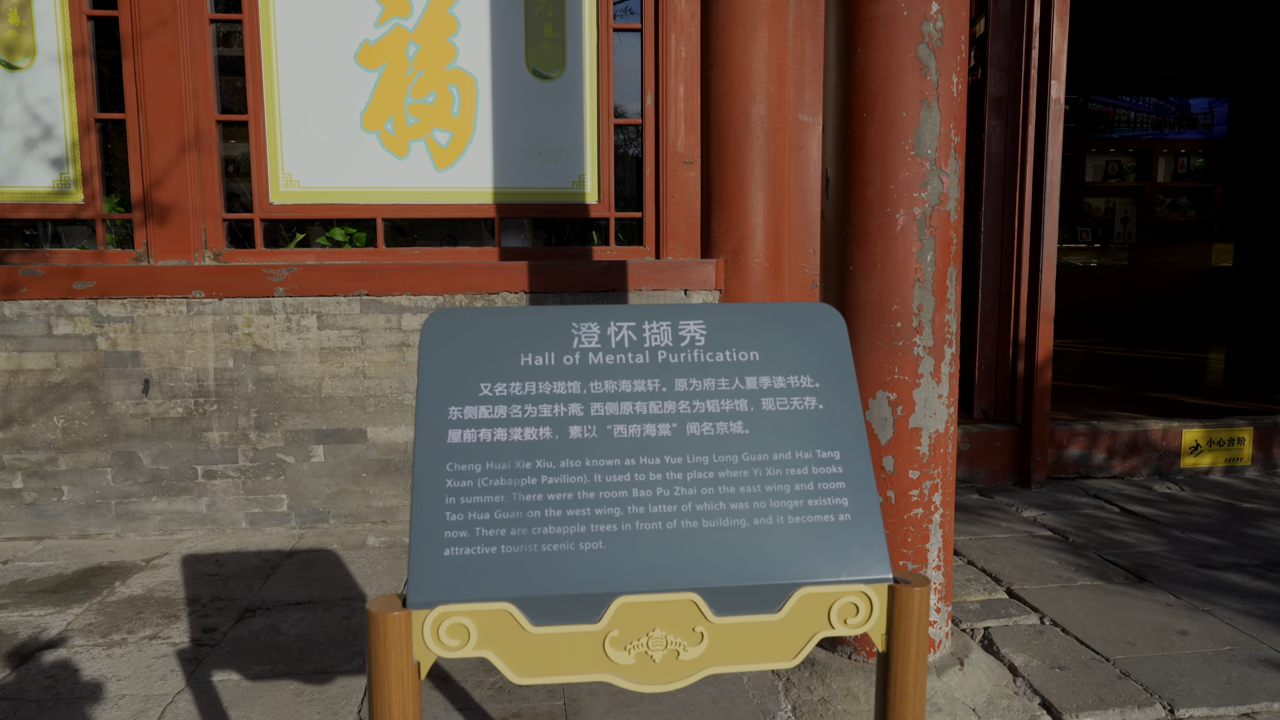 福
澄怀撷秀
Hall of Mental Purification
又名花月玲珑馆,也称海棠轩。原为府主人夏季读书处。
东侧配房名为宝朴斋; 西侧原有配房名为韬华馆,现已无存。
屋前有海棠数株,素以“西府海棠”闻名京城。
Cheng Huai Xie Xiu, also known as Hua Yue Ling Long Guan and Hai Tang
Xuan (Crabapple Pavilion). It used to be the place where Yi Xin read books
in summer. There were the room Bao Pu Zhai on the east wing and room
Tao Hua Guan on the west wing, the latter of which was no longer existing
now. There are crabapple trees in front of the building, and it becomes an
attractive tourist scenic spot.
小心台阶